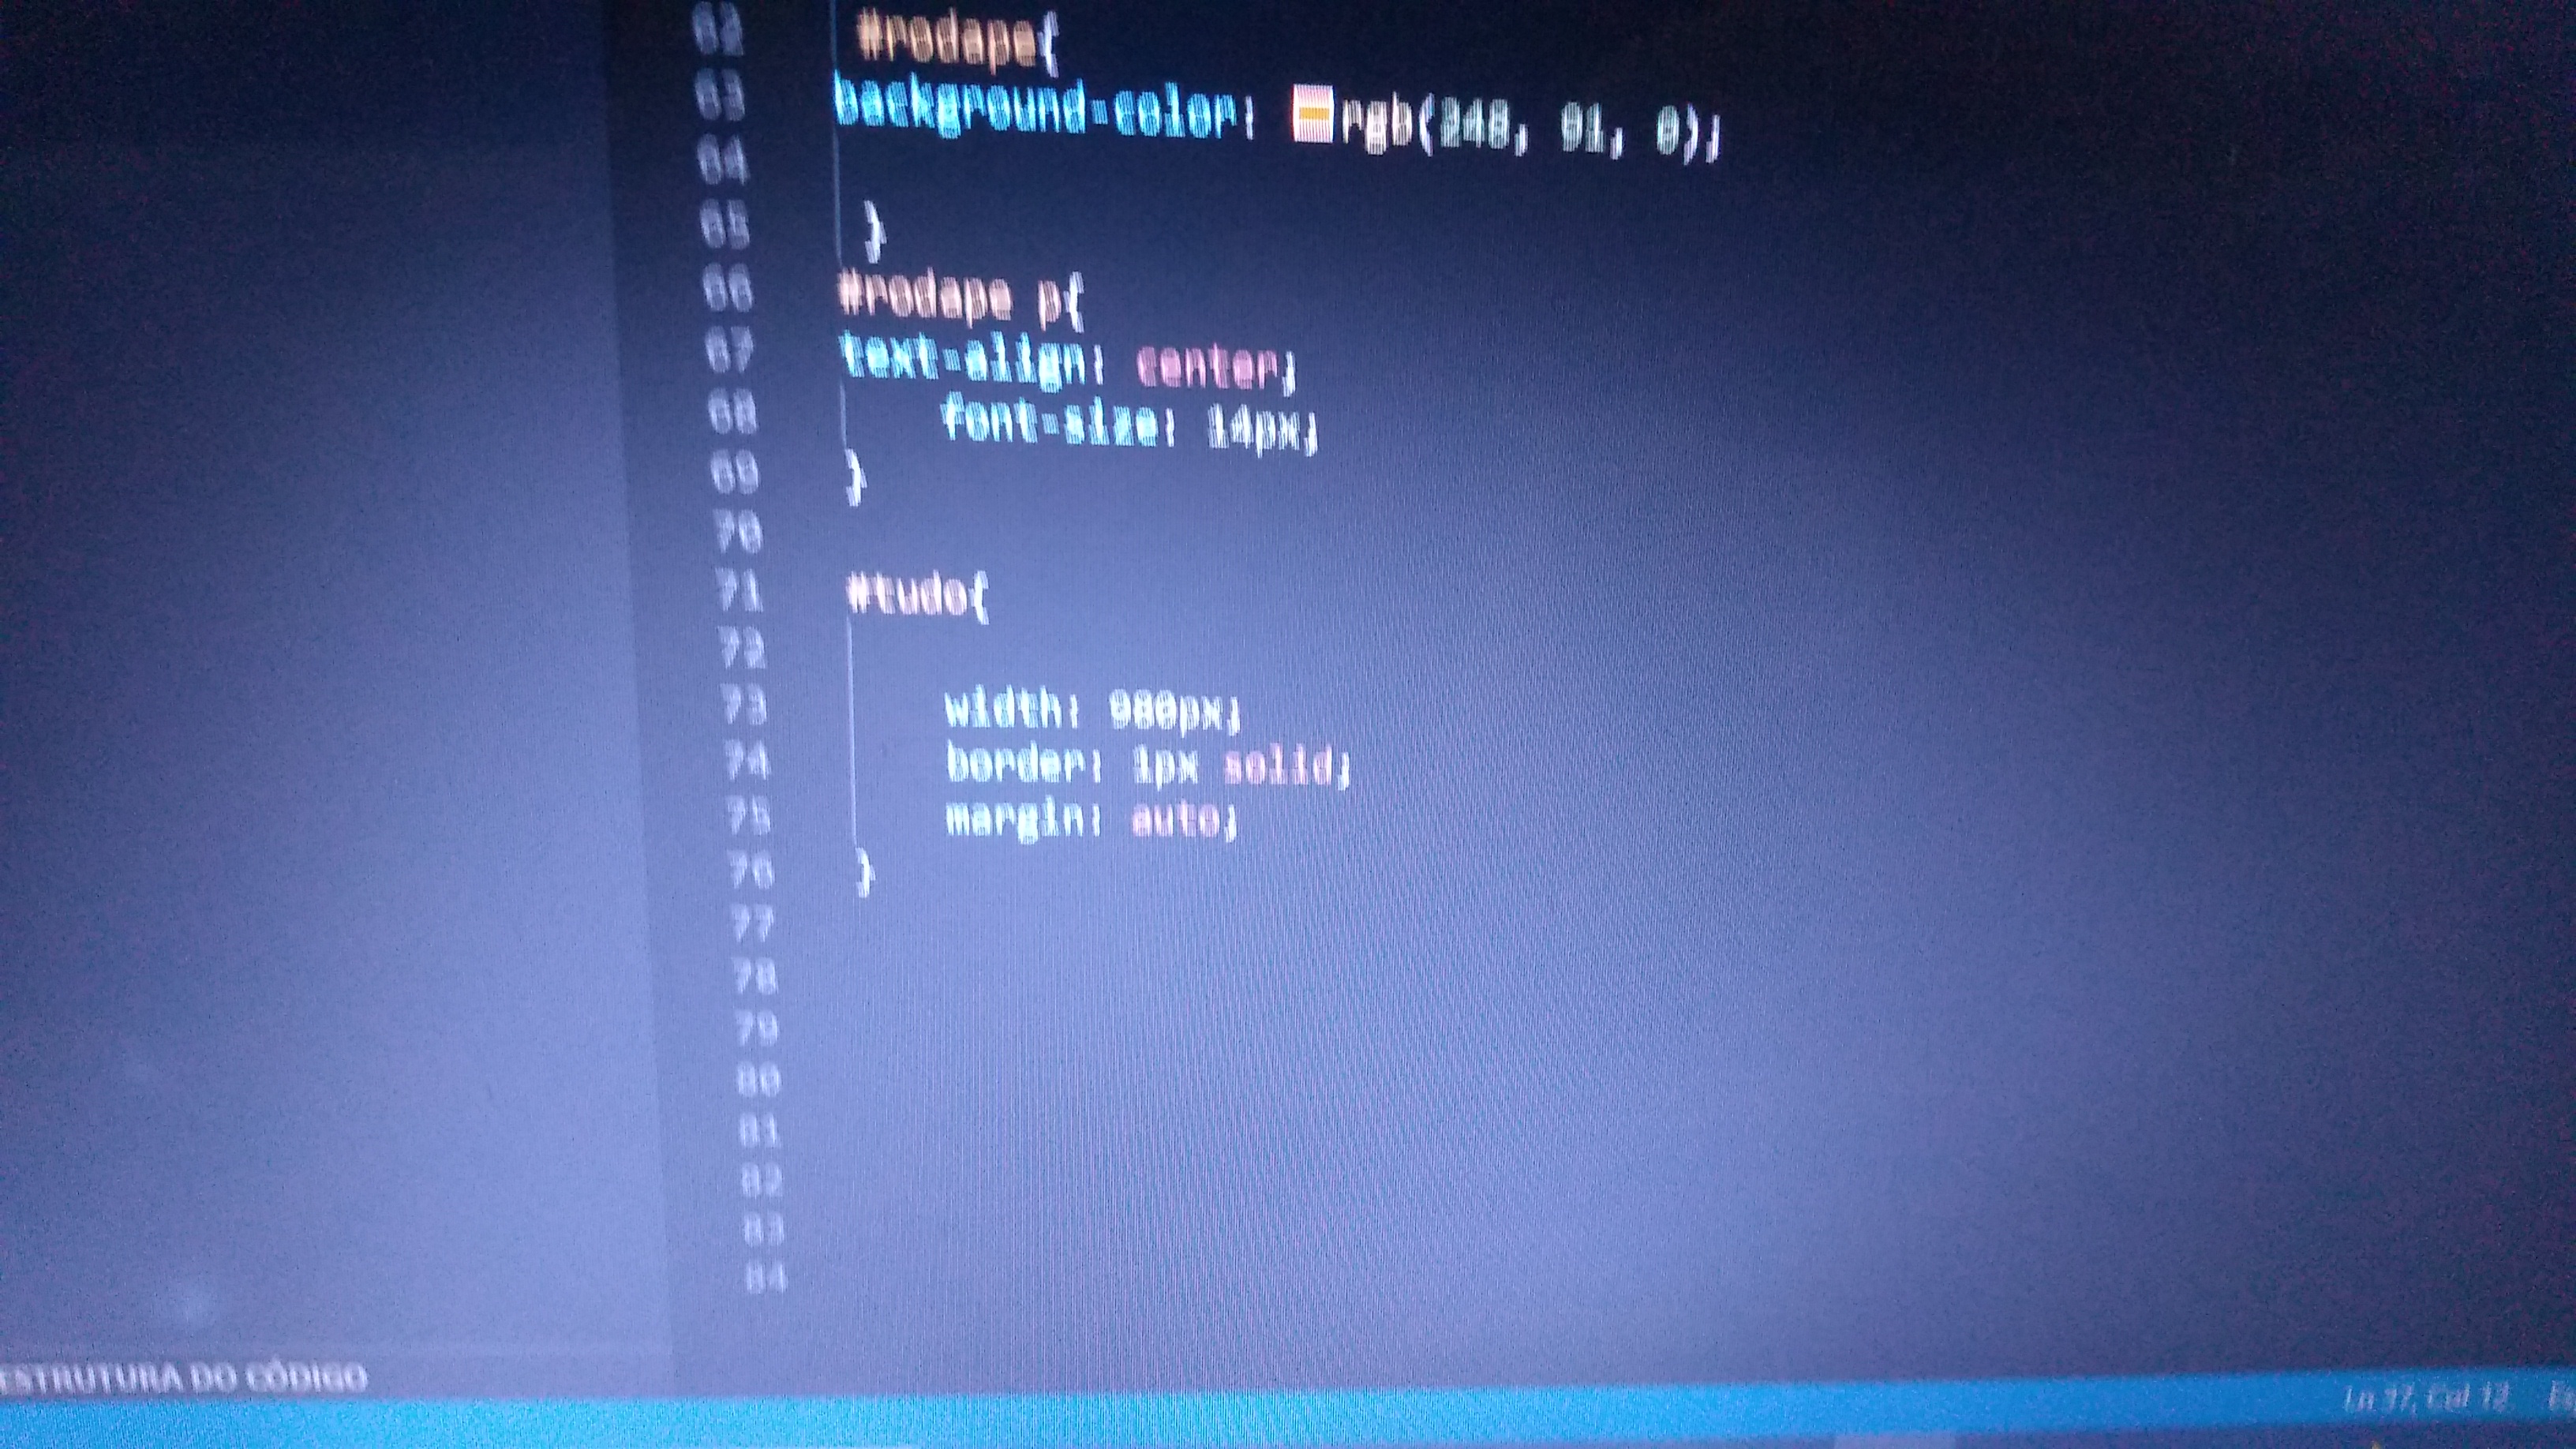 62 #rodape{
63 background-color: rgb(248, 91, 0);
64
65 }
66 #rodape p{
67 text-align: center;
68 font-size: 14px;
69 }
70
71 #tudo{
72
73 width: 980px;
74 border: 1px solid;
75 margin: auto;
76 }
77
78
79
80
81
82
83
84
ESTRUTURA DO CÓDIGO
Ln 37, Col 12